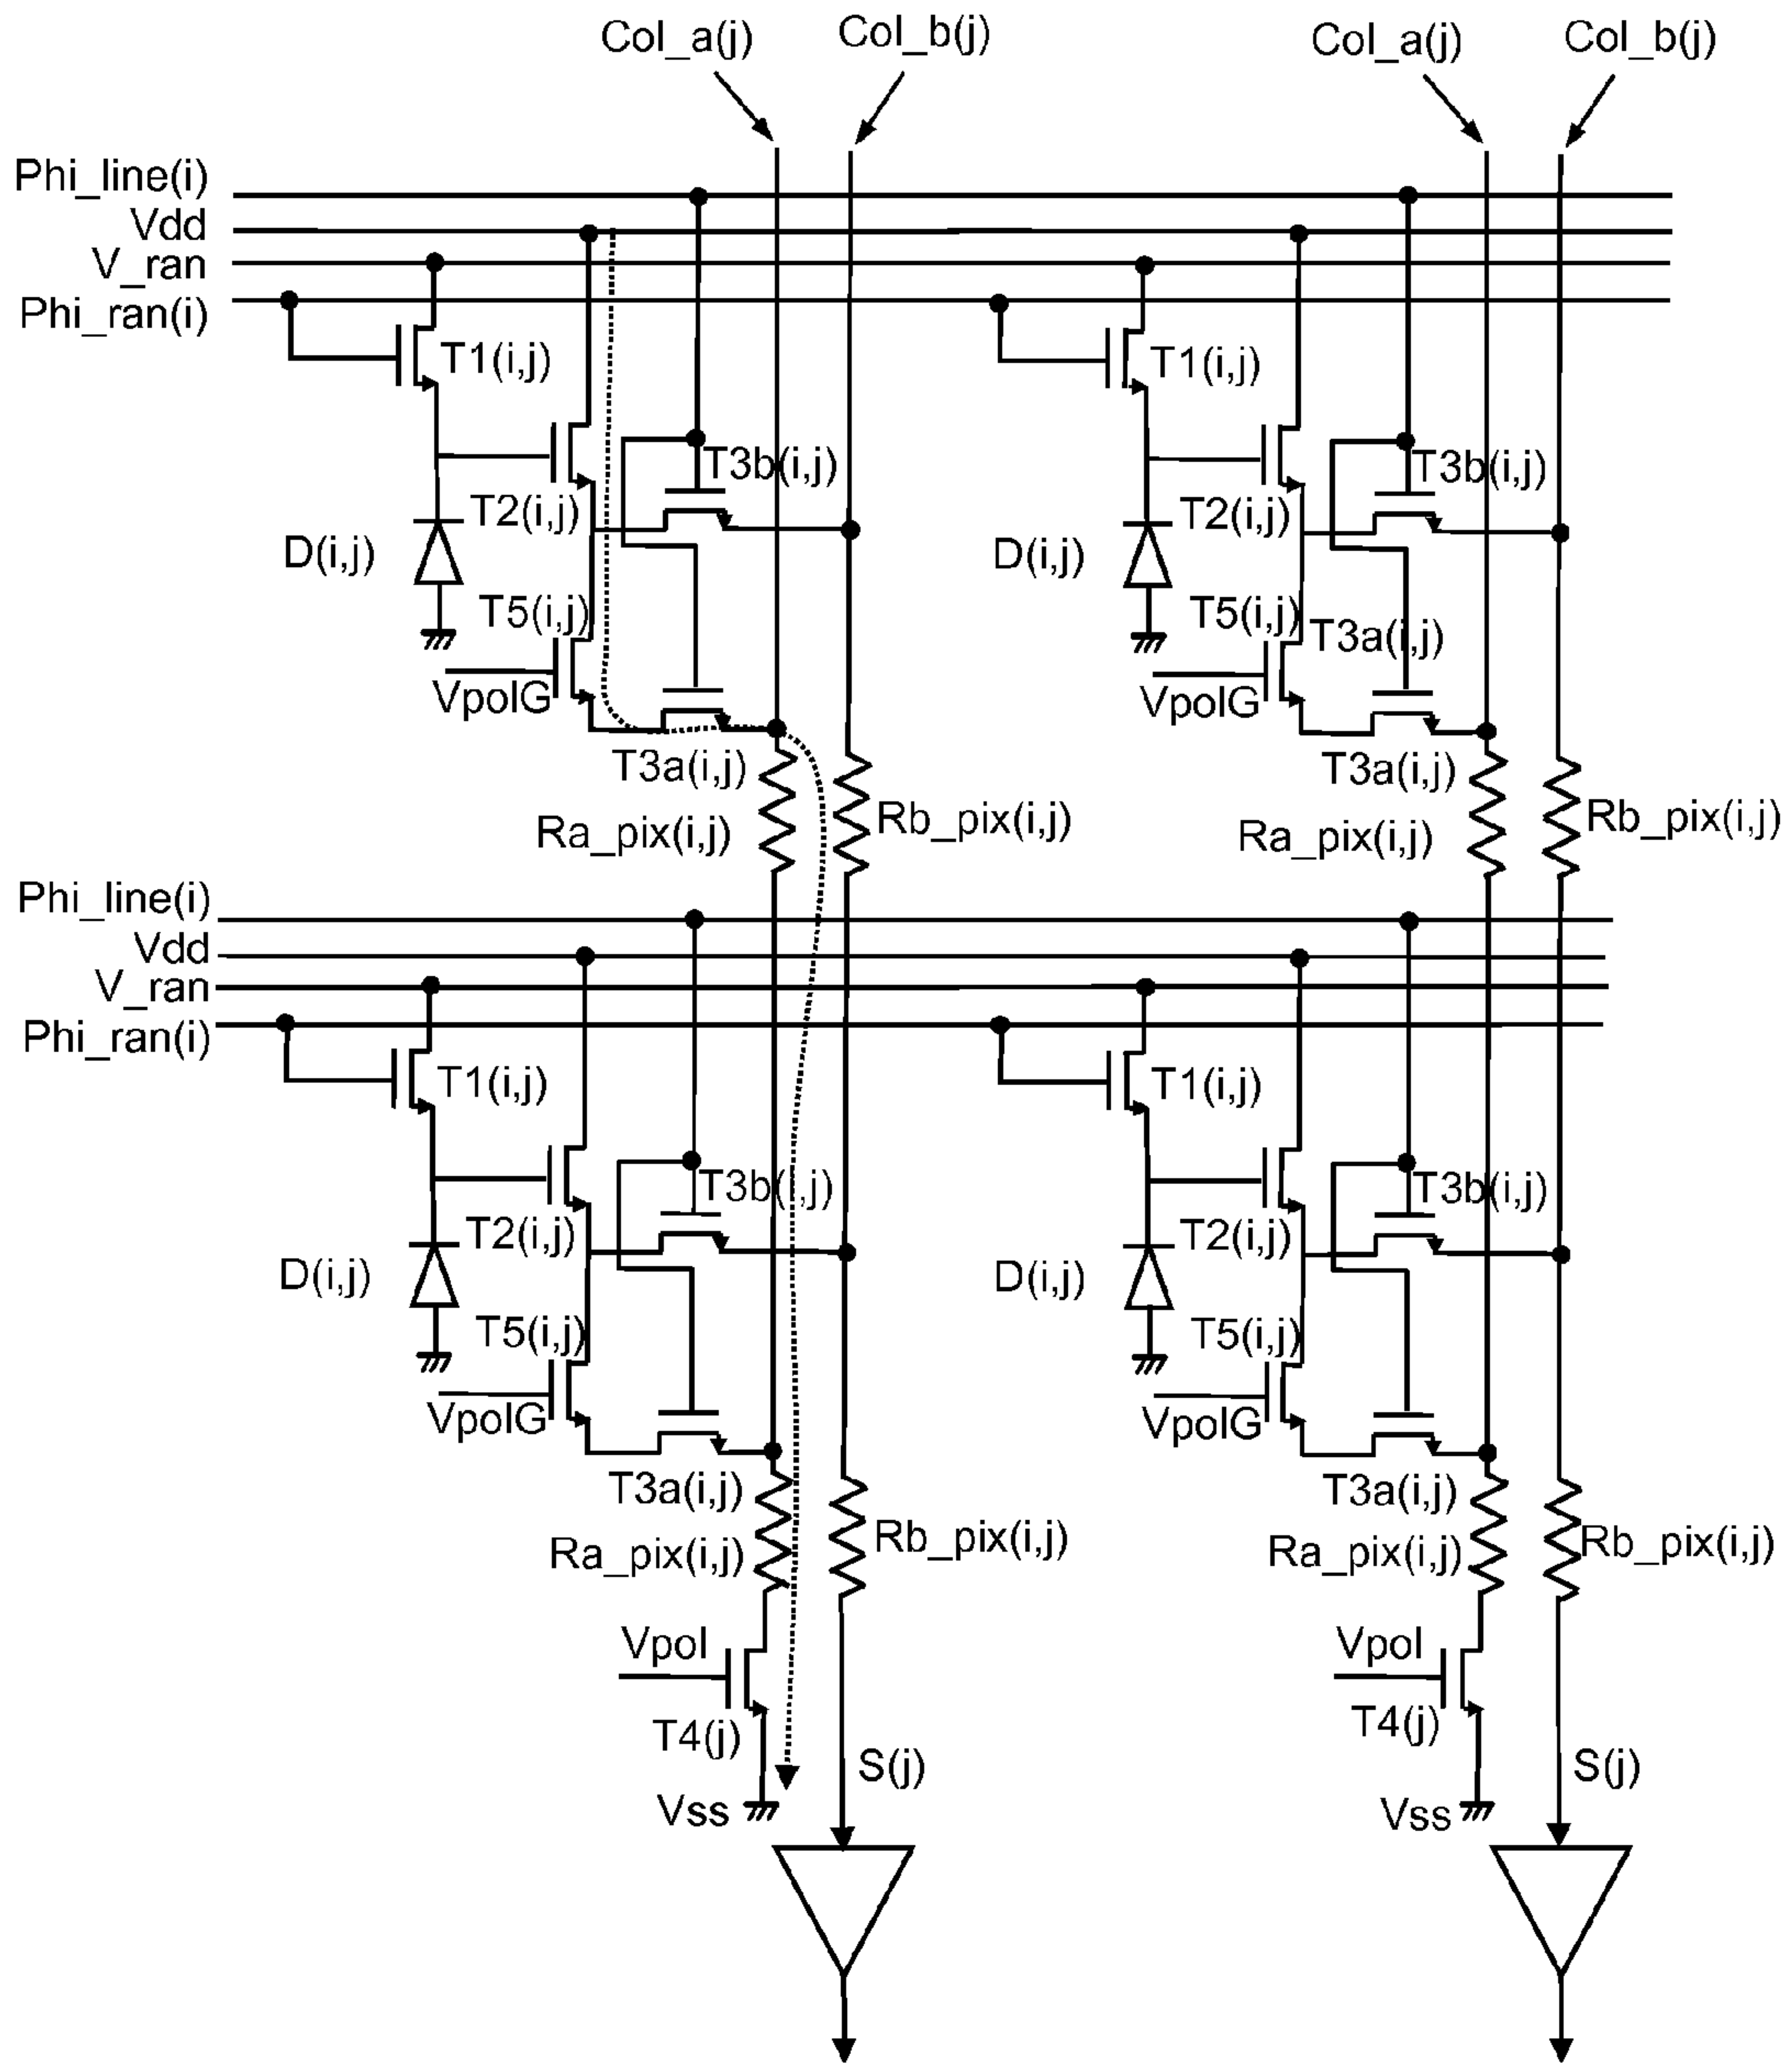 Col_a(j) Col_b(j) Col_a(j) Col_b(j)
Phi_line(i)
Vdd
V_ran
Phi_ran(i)
T1(i,j) T1(i,j)
T3b(i,j) T3b(i,j)
T2(i,j) T2(i,j)
D(i,j) D(i,j)
T5(i,j) T5(i,j)
T3a(i,j)
VpolG VpolG
T3a(i,j) T3a(i,j)
Ra_pix(i,j) Rb_pix(i,j) Ra_pix(i,j) Rb_pix(i,j)
Phi_line(i)
Vdd
V_ran
Phi_ran(i)
T1(i,j) T1(i,j)
T3b(i,j) T3b(i,j)
T2(i,j) T2(i,j)
D(i,j) D(i,j)
T5(i,j) T5(i,j)
VpolG VpolG
T3a(i,j) T3a(i,j)
Ra_pix(i,j) Rb_pix(i,j) Ra_pix(i,j) Rb_pix(i,j)
Vpol Vpol
T4(j) T4(j)
S(j) S(j)
Vss Vss